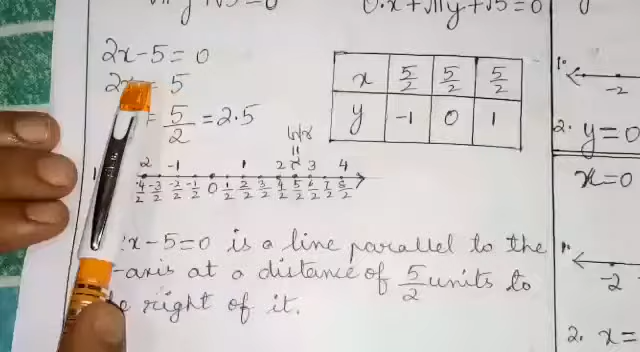 0.x+√11y+√5=0
2x-5=0
2x = 5
= 5/2 = 2.5
x 5/2 5/2 5/2
y -1 0 1
-2 -1 1 2 3 4
-4/2 -3/2 -2/2 -1/2 0 1/2 2/2 3/2 4/2 5/2 6/2 7/2 8/2
x-5=0 is a line parallel to the
-axis at a distance of 5/2 units to
right of it.
-2
2. y=0
x=0
-2
2. x=